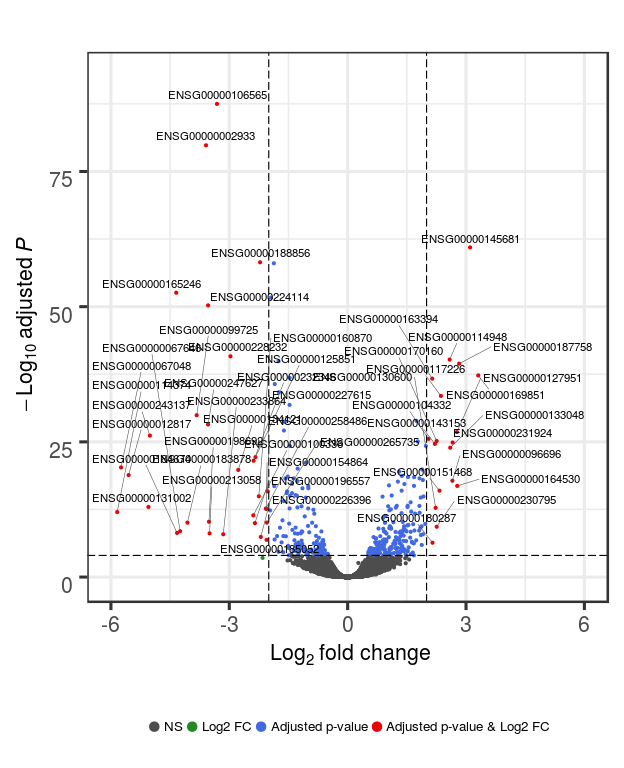 ENSG00000106565
ENSG00000002933
ENSG00000145681
ENSG00000188856
ENSG00000165246
ENSG00000224114
ENSG00000163394
ENSG00000099725
ENSG00000160870
ENSG00000114948
ENSG00000228232
ENSG00000170160
ENSG00000187758
ENSG00000125851
ENSG00000067048
ENSG00000117226
ENSG00000130600
ENSG00000127951
ENSG00000247627
ENSG00000227615
ENSG00000169851
ENSG00000233864
ENSG00000243137
ENSG00000104332
ENSG00000133048
ENSG00000012817
ENSG00000258486
ENSG00000143153
ENSG00000231924
ENSG00000198692
ENSG00000265735
ENSG00000096696
ENSG00000183878
ENSG00000154864
ENSG00000151468
ENSG00000164530
ENSG00000213058
ENSG00000196557
ENSG00000131002
ENSG00000226396
ENSG00000230795
ENSG00000180287
ENSG00000185052
75
50
25
0
-6
-3
0
3
6
−Log10 adjusted P
Log2 fold change
NS Log2 FC Adjusted p-value Adjusted p-value & Log2 FC